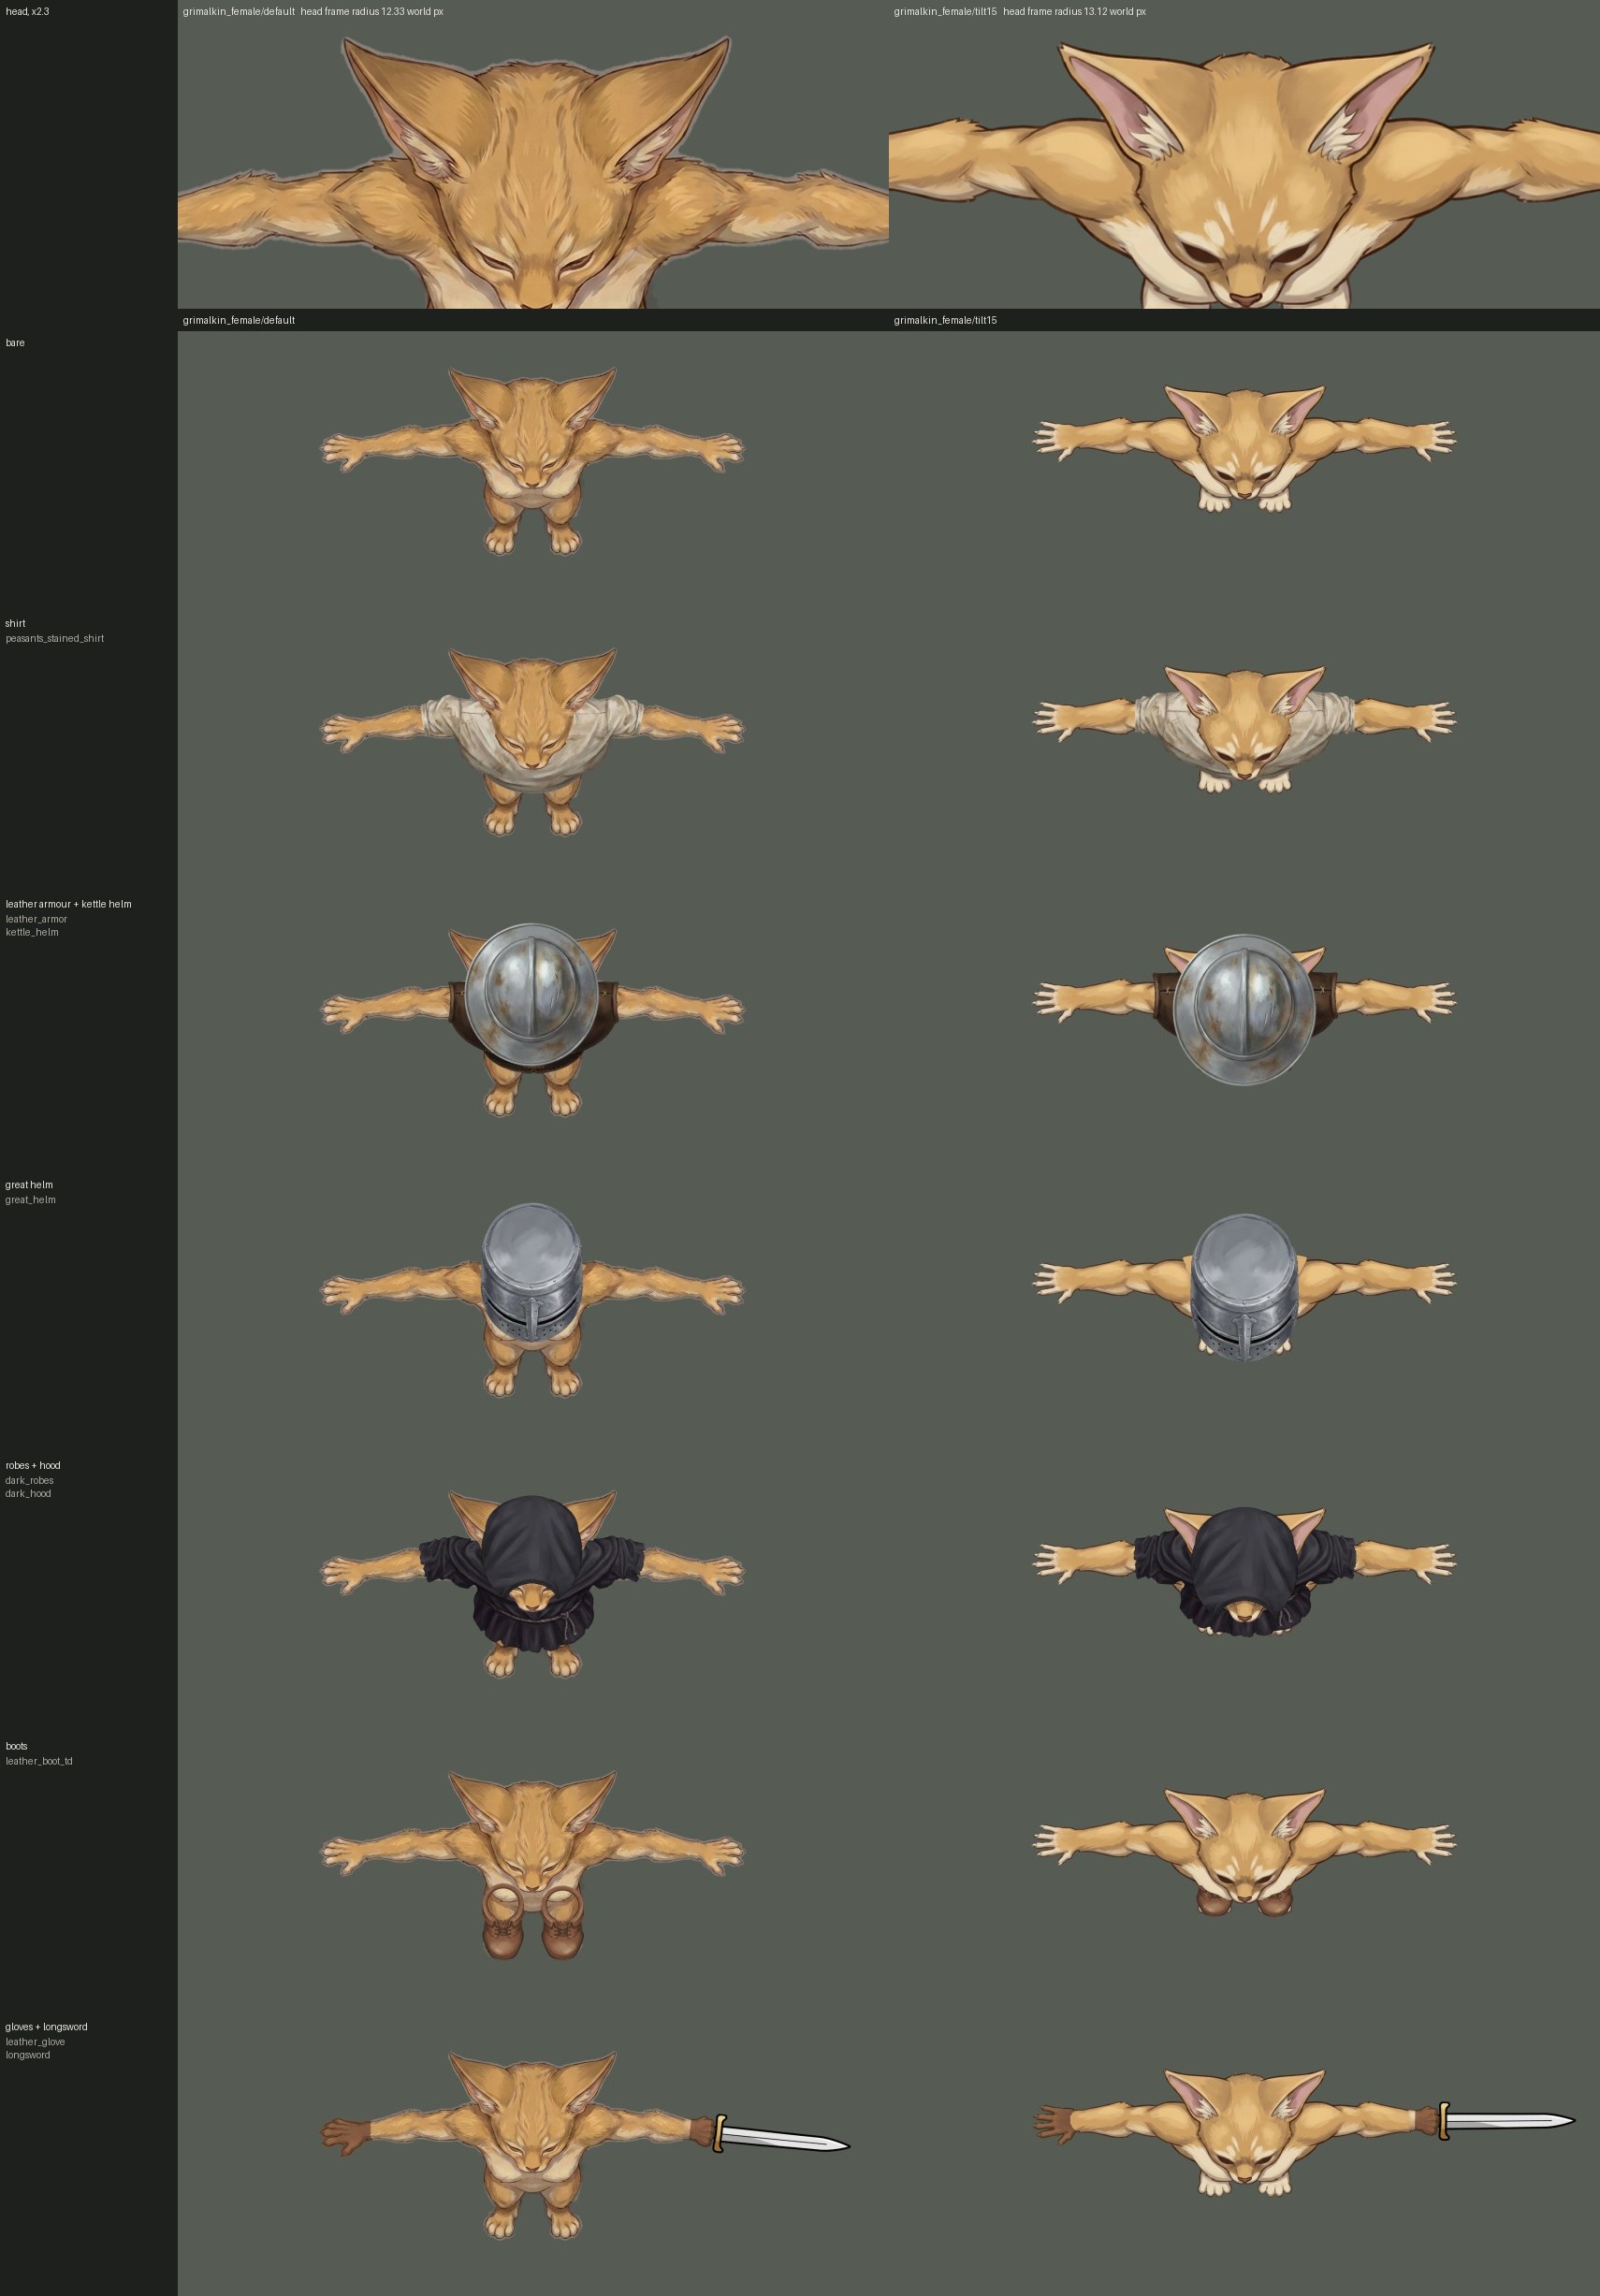 head, x2.3
grimalkin_female/default head frame radius 12.33 world px
grimalkin_female/tilt15 head frame radius 13.12 world px
grimalkin_female/default
grimalkin_female/tilt15
bare
shirt
peasants_stained_shirt
leather armour + kettle helm
leather_armor
kettle_helm
great helm
great_helm
robes + hood
dark_robes
dark_hood
boots
leather_boot_td
gloves + longsword
leather_glove
longsword